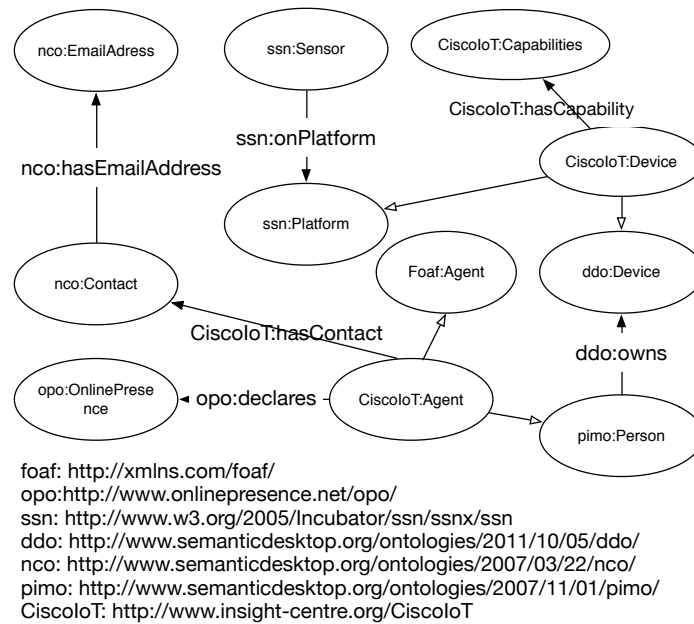 nco:EmailAdress
ssn:Sensor
CiscoIoT:Capabilities
CiscoIoT:hasCapability
ssn:onPlatform
nco:hasEmailAddress
CiscoIoT:Device
ssn:Platform
Foaf:Agent
ddo:Device
nco:Contact
CiscoIoT:hasContact
ddo:owns
opo:OnlinePrese
nce
opo:declares
CiscoIoT:Agent
pimo:Person
foaf: http://xmlns.com/foaf/
opo:http://www.onlinepresence.net/opo/
ssn: http://www.w3.org/2005/Incubator/ssn/ssnx/ssn
ddo: http://www.semanticdesktop.org/ontologies/2011/10/05/ddo/
nco: http://www.semanticdesktop.org/ontologies/2007/03/22/nco/
pimo: http://www.semanticdesktop.org/ontologies/2007/11/01/pimo/
CiscoIoT: http://www.insight-centre.org/CiscoIoT